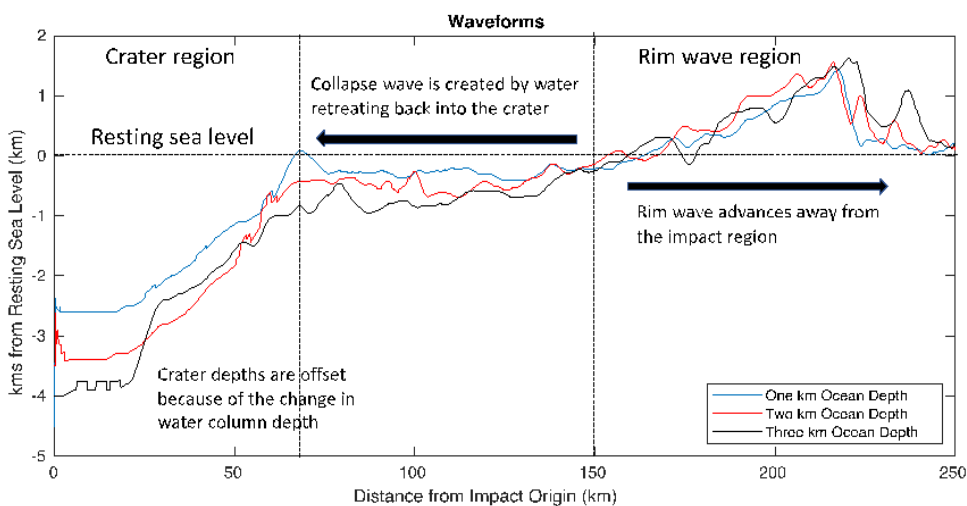 Waveforms
Crater region
Rim wave region
Collapse wave is created by water
retreating back into the crater
Resting sea level
Rim wave advances away from
the impact region
Crater depths are offset
because of the change in
water column depth
One km Ocean Depth
Two km Ocean Depth
Three km Ocean Depth
kms from Resting Sea Level (km)
2
1
0
-1
-2
-3
-4
-5
0
50
100
150
200
250
Distance from Impact Origin (km)